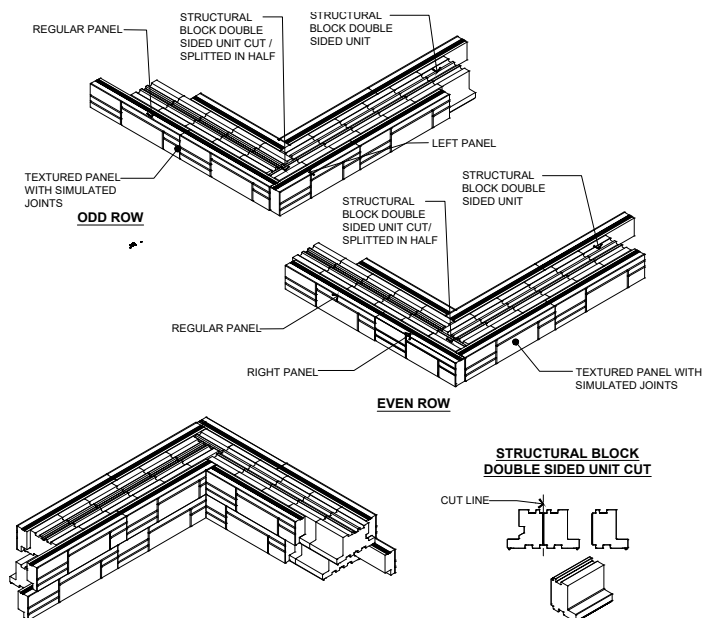 REGULAR PANEL
STRUCTURAL
BLOCK DOUBLE
SIDED UNIT CUT /
SPLITTED IN HALF
STRUCTURAL
BLOCK DOUBLE
SIDED UNIT
LEFT PANEL
TEXTURED PANEL
WITH SIMULATED
JOINTS
ODD ROW
STRUCTURAL
BLOCK DOUBLE
SIDED UNIT CUT/
SPLITTED IN HALF
STRUCTURAL
BLOCK DOUBLE
SIDED UNIT
REGULAR PANEL
RIGHT PANEL
TEXTURED PANEL WITH
SIMULATED JOINTS
EVEN ROW
STRUCTURAL BLOCK
DOUBLE SIDED UNIT CUT
CUT LINE